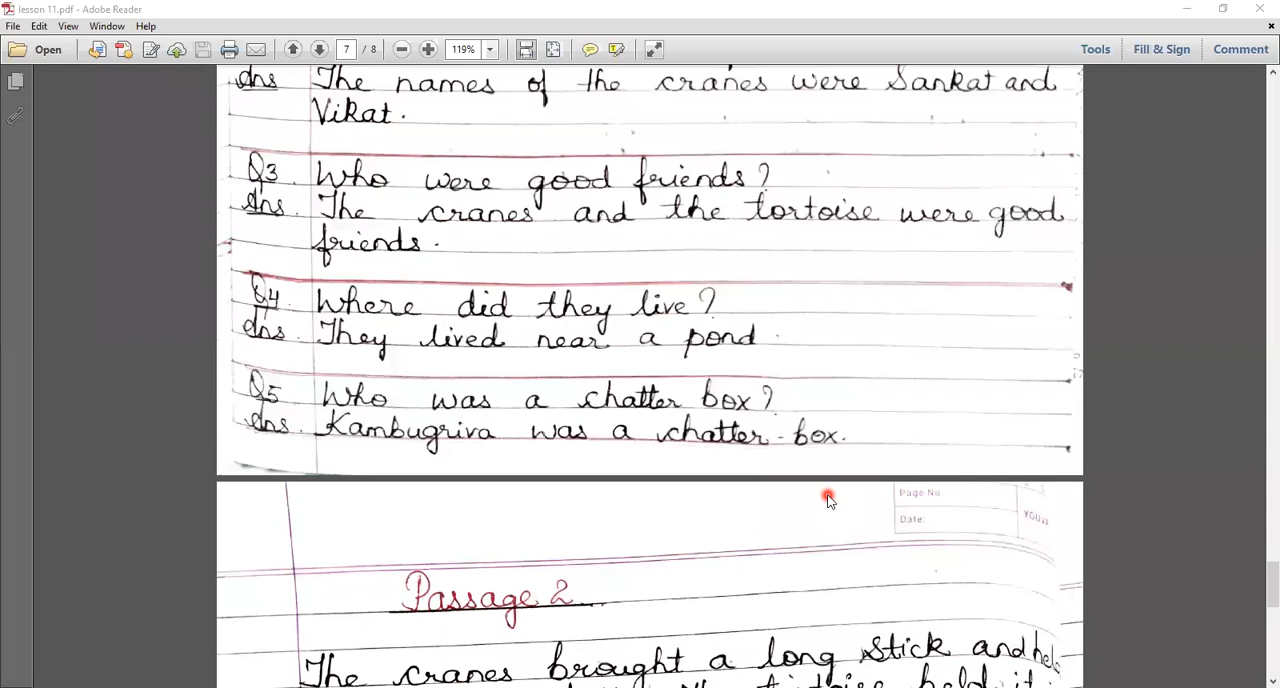 lesson 11.pdf - Adobe Reader
File Edit View Window Help
Open 7 / 8 119% Tools Fill & Sign Comment
Ans The names of the cranes were Sankat and
Vikat.
Q3. Who were good friends?
Ans. The cranes and the tortoise were good
friends.
Q4. Where did they live?
Ans. They lived near a pond
Q5 Who was a chatter box?
Ans. Kambugriva was a chatter-box.
Page No.
Date:
Passage 2
The cranes brought a long stick and
held it